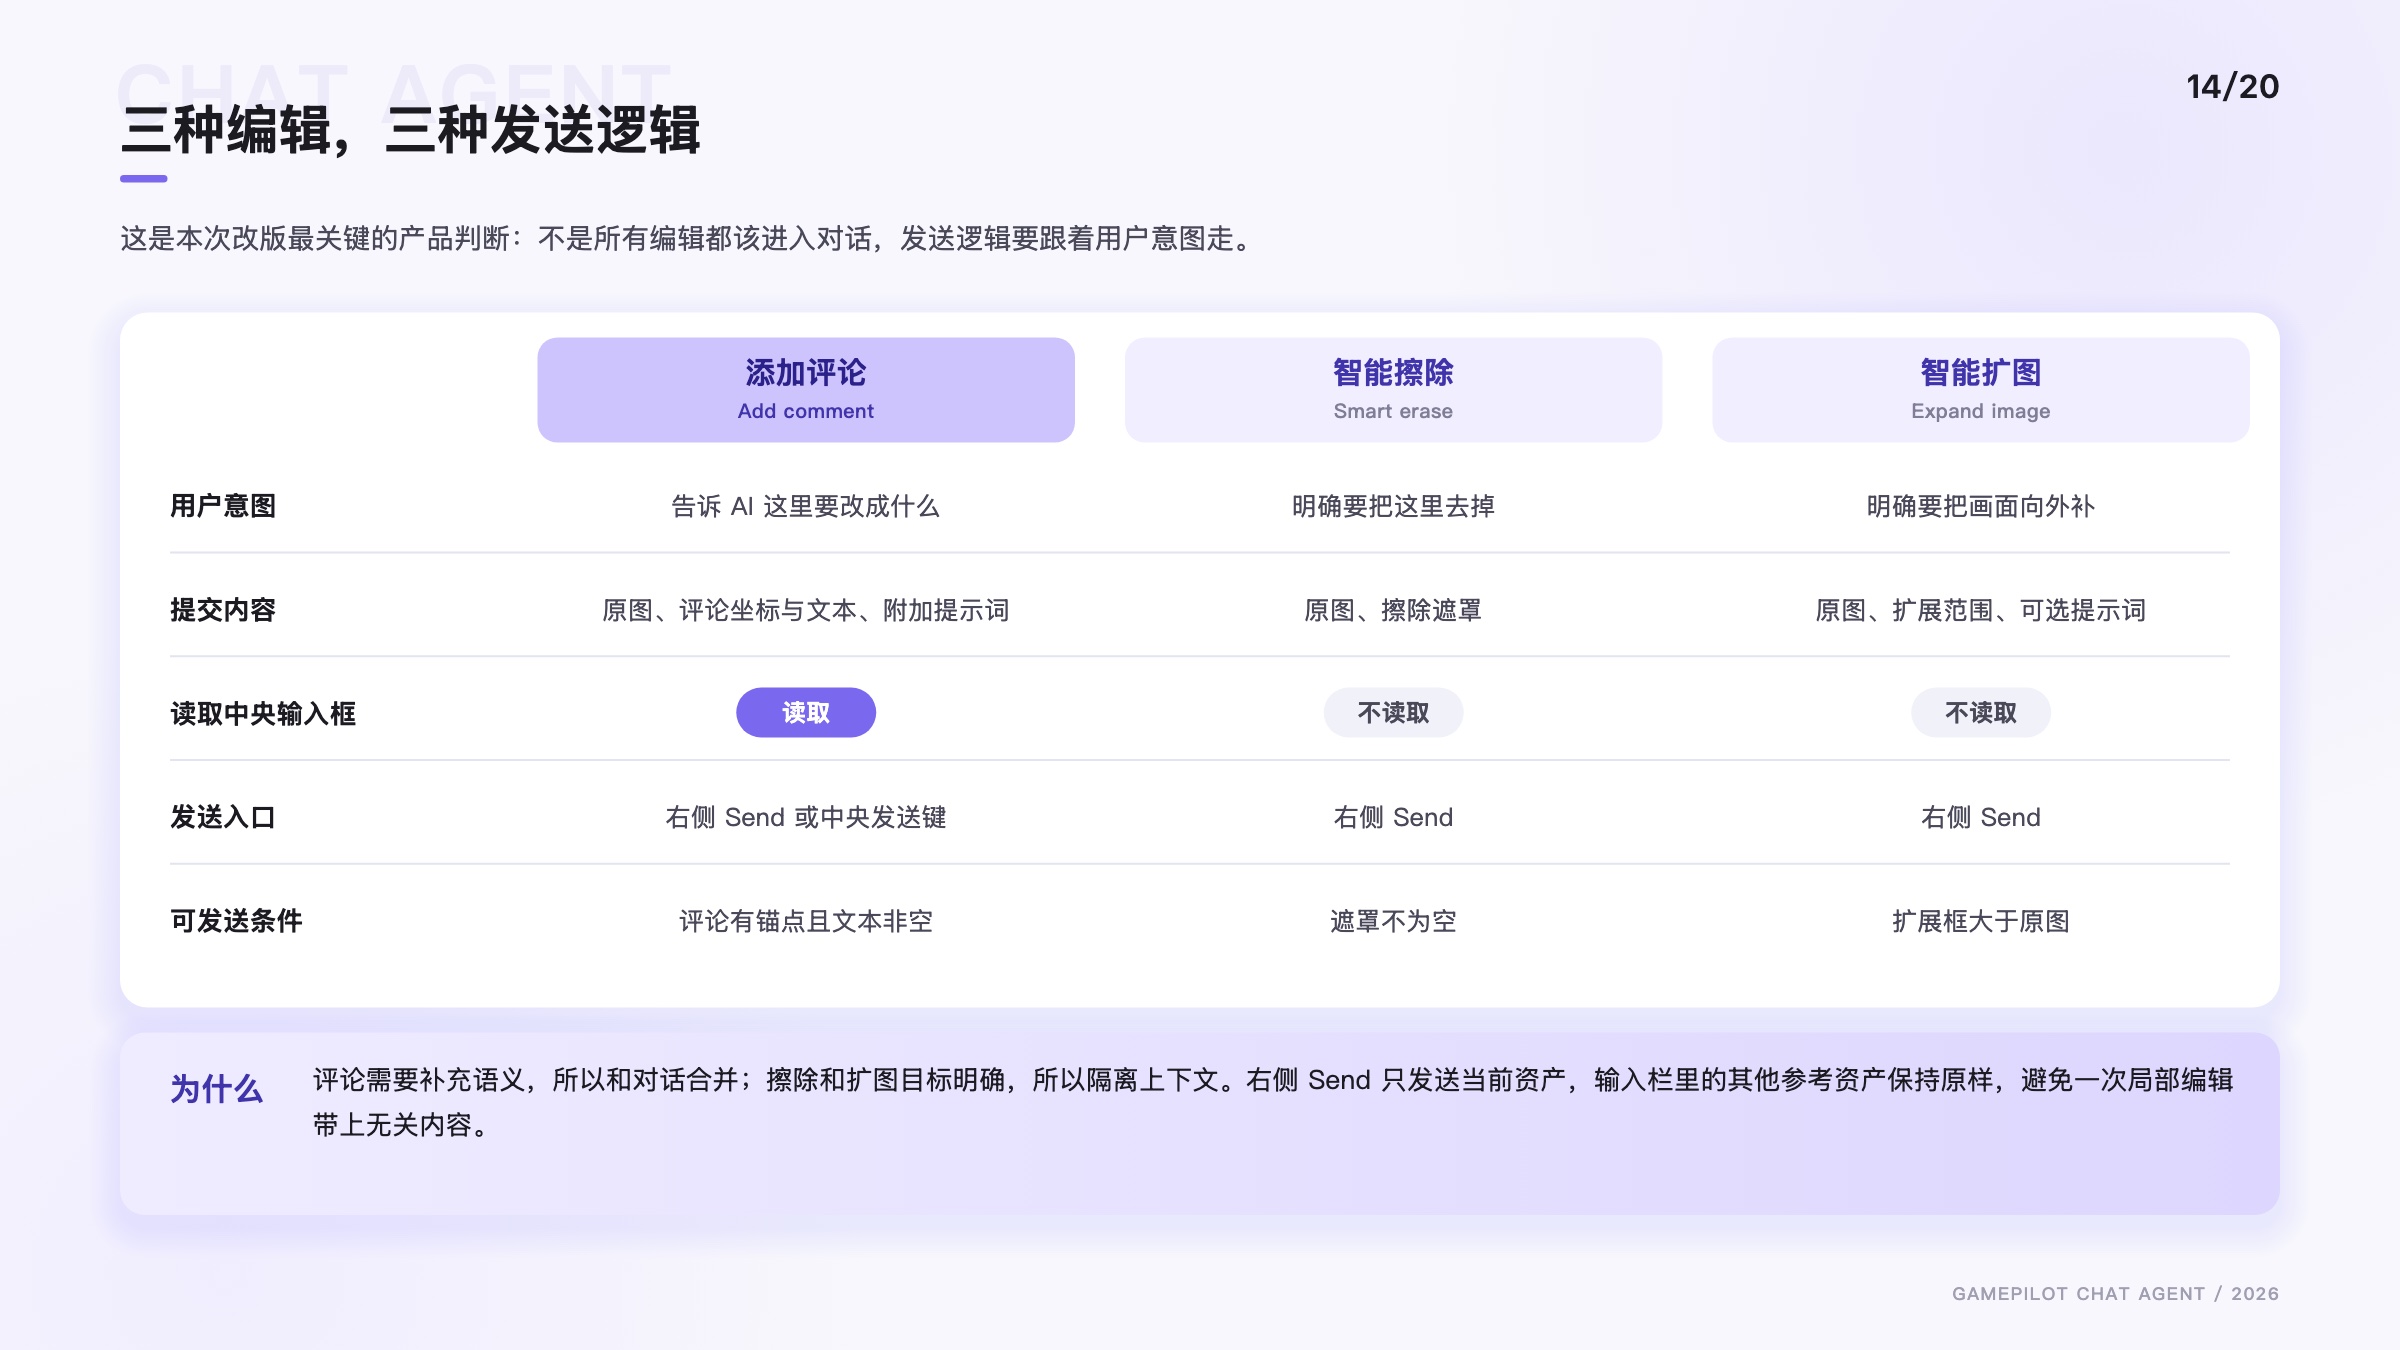 CHAT AGENT
14/20
三种编辑，三种发送逻辑
这是本次改版最关键的产品判断：不是所有编辑都该进入对话，发送逻辑要跟着用户意图走。
添加评论 智能擦除 智能扩图
Add comment Smart erase Expand image
用户意图 告诉 AI 这里要改成什么 明确要把这里去掉 明确要把画面向外补
提交内容 原图、评论坐标与文本、附加提示词 原图、擦除遮罩 原图、扩展范围、可选提示词
读取中央输入框 读取 不读取 不读取
发送入口 右侧 Send 或中央发送键 右侧 Send 右侧 Send
可发送条件 评论有锚点且文本非空 遮罩不为空 扩展框大于原图
为什么 评论需要补充语义，所以和对话合并；擦除和扩图目标明确，所以隔离上下文。右侧 Send 只发送当前资产，输入栏里的其他参考资产保持原样，避免一次局部编辑
带上无关内容。
GAMEPILOT CHAT AGENT / 2026